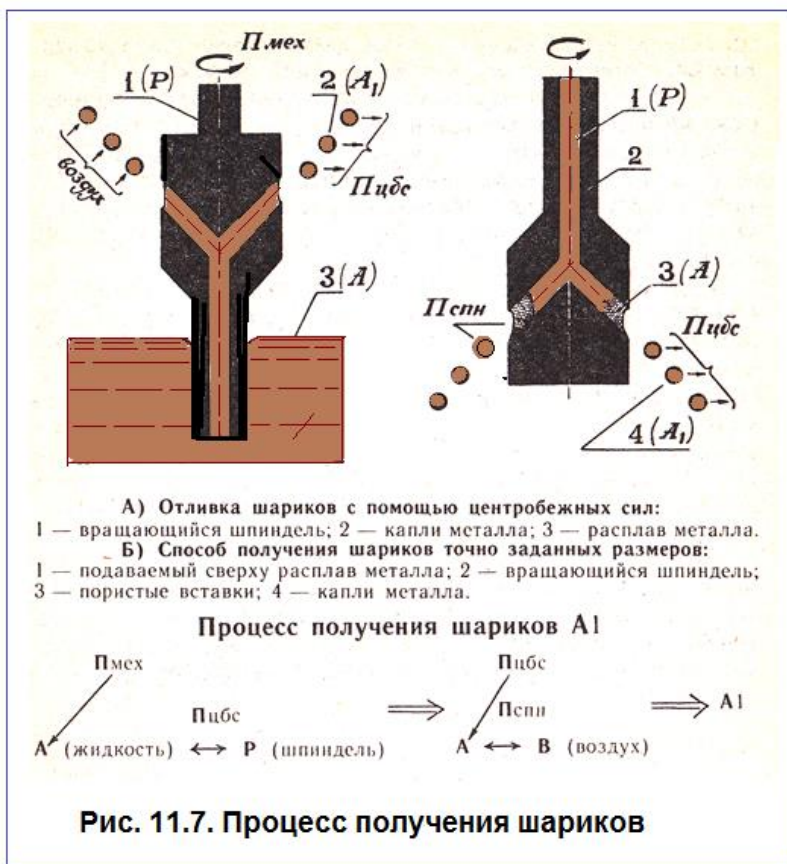 Пмех
1 (P)
2 (A₁)
воздух
Пцбс
3 (A)
1 (P)
2
3 (A)
Пспн
Пцбс
4 (A₁)
А) Отливка шариков с помощью центробежных сил:
1 — вращающийся шпиндель; 2 — капли металла; 3 — расплав металла.
Б) Способ получения шариков точно заданных размеров:
1 — подаваемый сверху расплав металла; 2 — вращающийся шпиндель;
3 — пористые вставки; 4 — капли металла.
Процесс получения шариков А1
Пмех
Пцбс
Пцбс
Пспн
А1
А (жидкость) ↔ Р (шпиндель)
А ↔ В (воздух)
Рис. 11.7. Процесс получения шариков